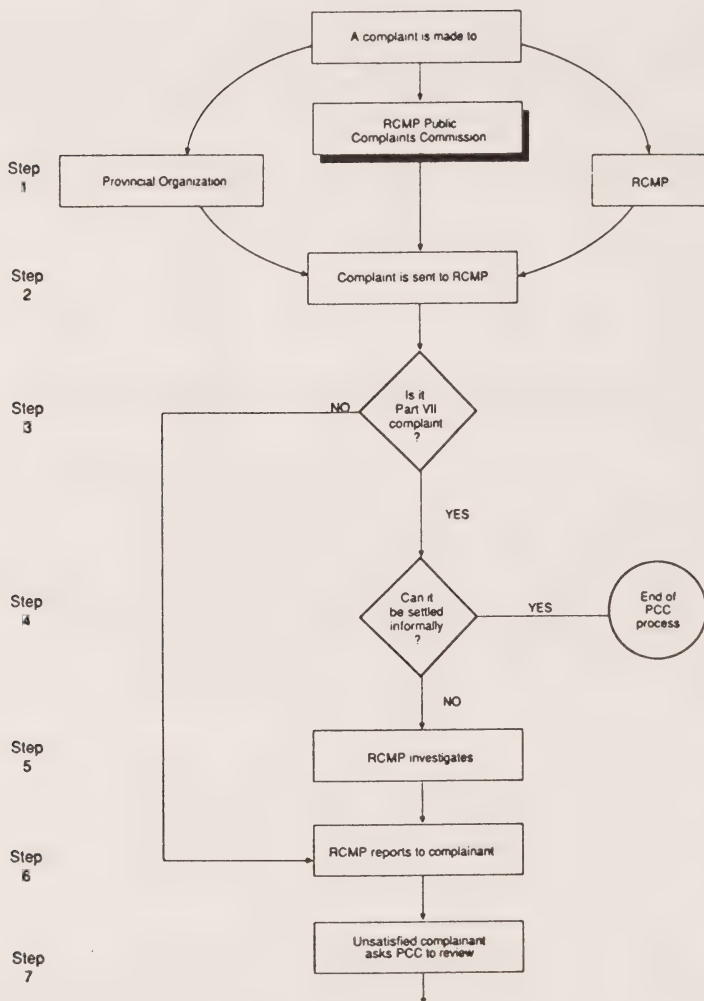 A complaint is made to
RCMP Public
Complaints Commission
Step
1
Provincial Organization
RCMP
Step
2
Complaint is sent to RCMP
Step
3
NO
Is it
Part VII
complaint
?
YES
Step
4
Can it
be settled
informally
?
YES
End of
PCC
process
NO
Step
5
RCMP investigates
Step
6
RCMP reports to complainant
Step
7
Unsatisfied complainant
asks PCC to review